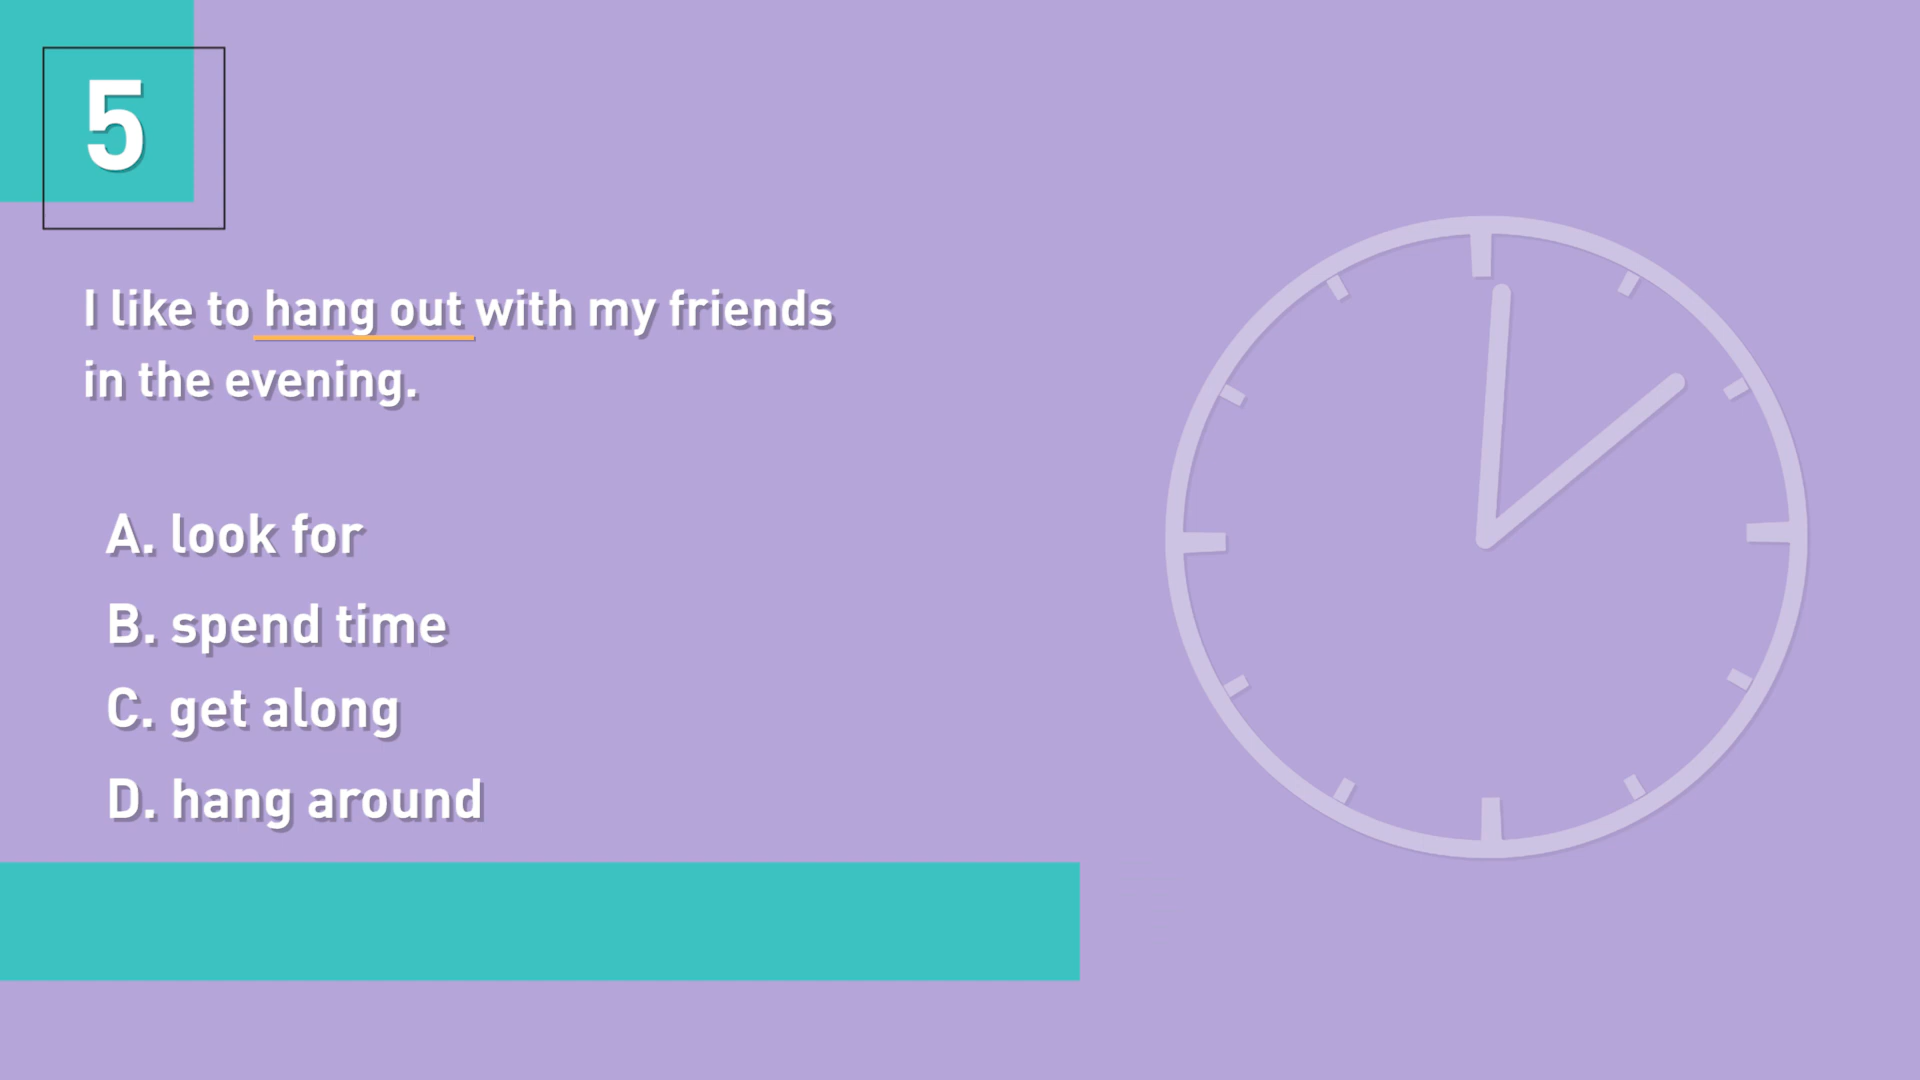 5
I like to hang out with my friends
in the evening.
A. look for
B. spend time
C. get along
D. hang around